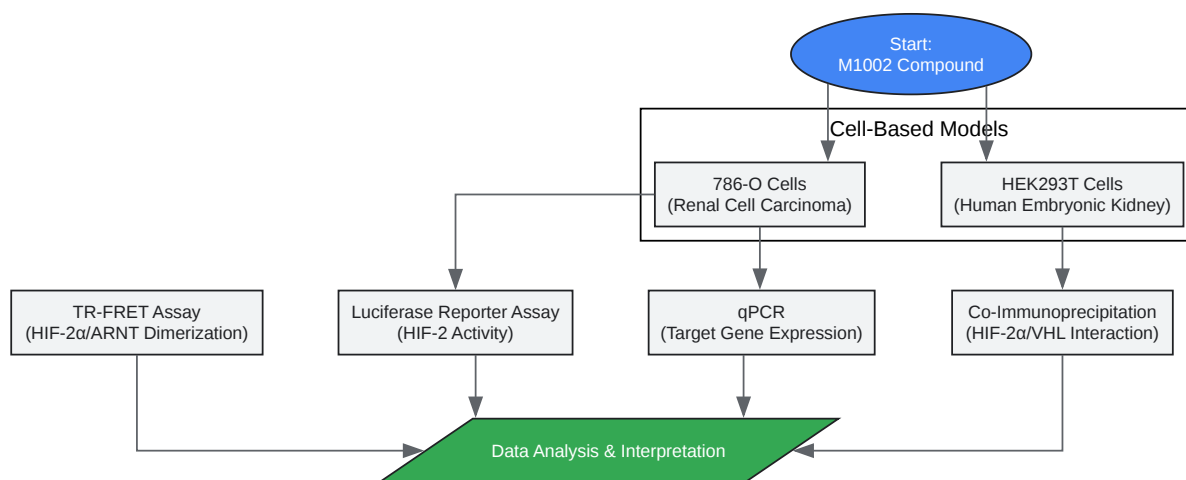 Start:
M1002 Compound
Cell-Based Models
786-O Cells
(Renal Cell Carcinoma)
HEK293T Cells
(Human Embryonic Kidney)
TR-FRET Assay
(HIF-2α/ARNT Dimerization)
Luciferase Reporter Assay
(HIF-2 Activity)
qPCR
(Target Gene Expression)
Co-Immunoprecipitation
(HIF-2α/VHL Interaction)
Data Analysis & Interpretation